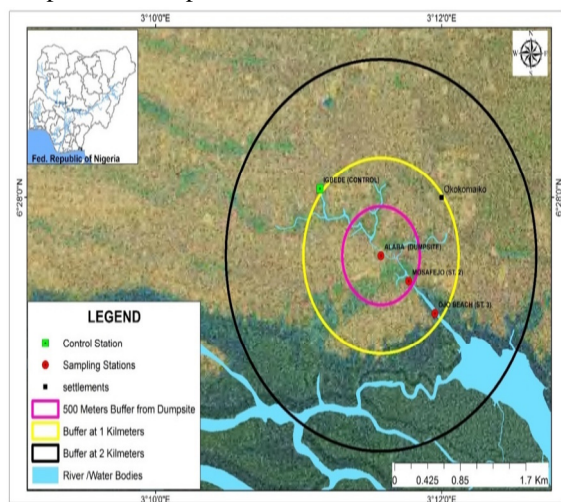 3°10'0"E
3°12'0"E
Fed. Republic of Nigeria
N
W
E
S
6°28'0"N
6°28'0"N
IGBEDE (CONTROL)
Okokomaiko
ALABA (DUMPSITE)
MOSAFEJO (ST. 2)
OJO BEACH (ST. 3)
LEGEND
Control Station
Sampling Stations
settlements
500 Meters Buffer from Dumpsite
Buffer at 1 Kilmeters
Buffer at 2 Kilmeters
River /Water Bodies
0 0.425 0.85 1.7 Km
3°10'0"E
3°12'0"E